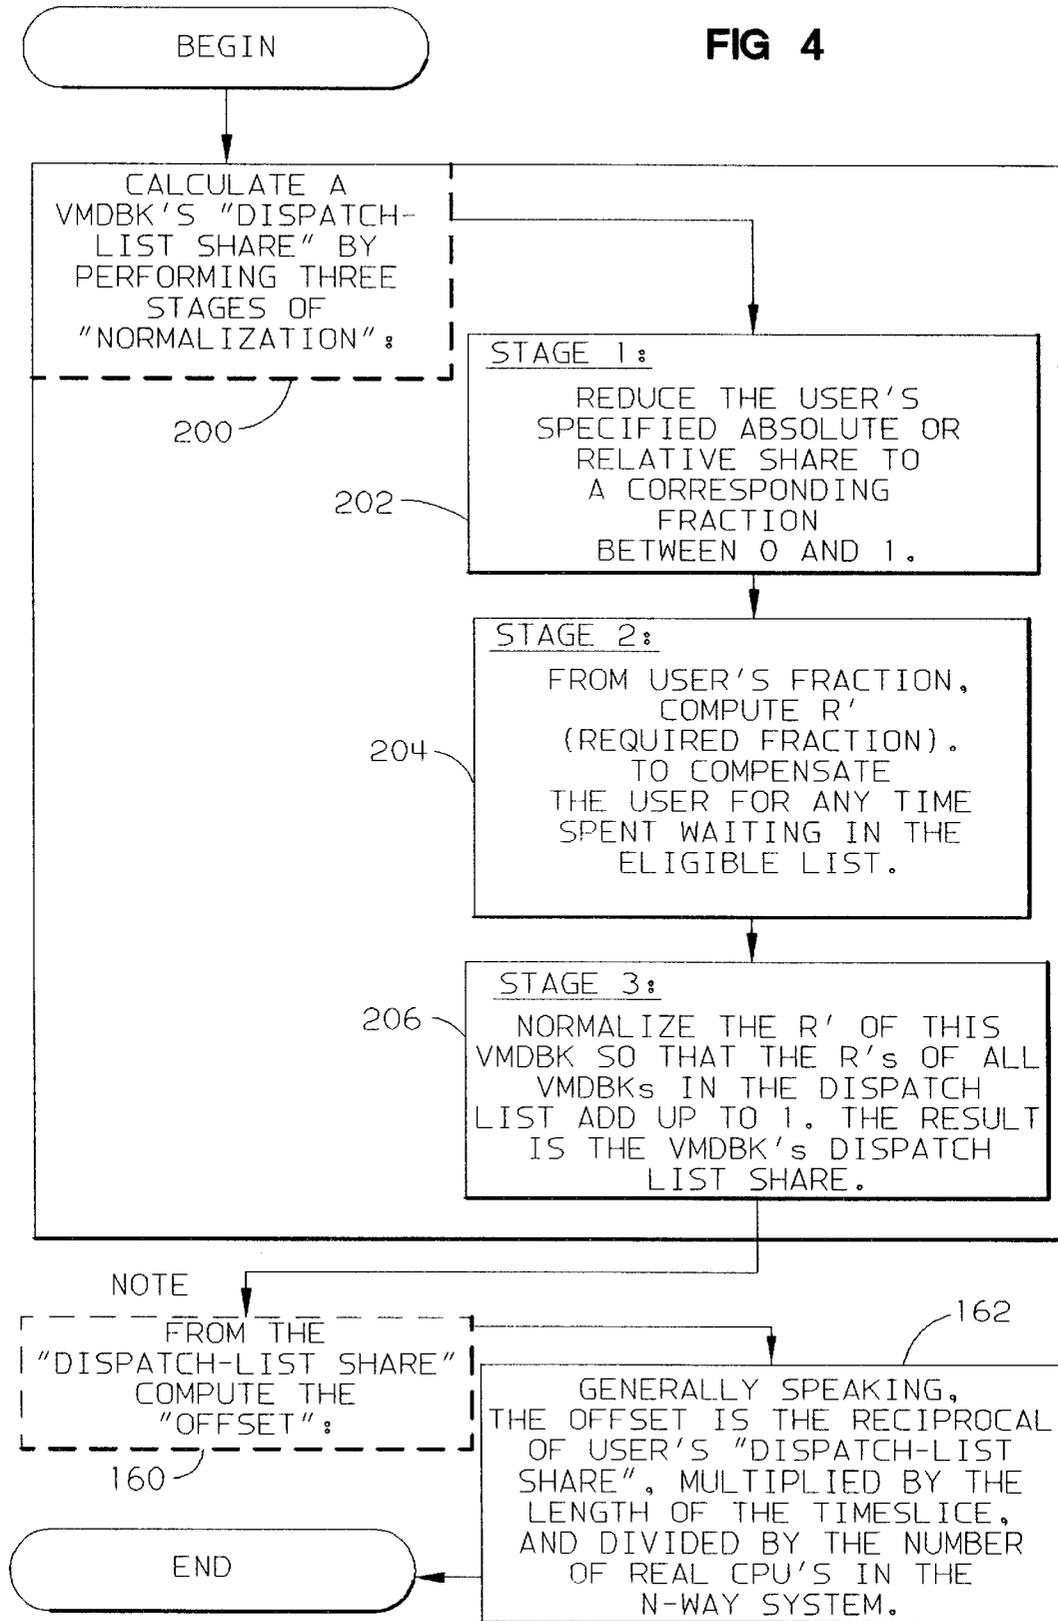 BEGIN
FIG 4
CALCULATE A
VMDBK'S "DISPATCH-
LIST SHARE" BY
PERFORMING THREE
STAGES OF
"NORMALIZATION":
200
STAGE 1:
REDUCE THE USER'S
SPECIFIED ABSOLUTE OR
RELATIVE SHARE TO
A CORRESPONDING
FRACTION
BETWEEN 0 AND 1.
202
STAGE 2:
FROM USER'S FRACTION,
COMPUTE R'
(REQUIRED FRACTION).
TO COMPENSATE
THE USER FOR ANY TIME
SPENT WAITING IN THE
ELIGIBLE LIST.
204
STAGE 3:
NORMALIZE THE R' OF THIS
VMDBK SO THAT THE R's OF ALL
VMDBKs IN THE DISPATCH
LIST ADD UP TO 1. THE RESULT
IS THE VMDBK's DISPATCH
LIST SHARE.
206
NOTE
FROM THE
"DISPATCH-LIST SHARE"
COMPUTE THE
"OFFSET":
160
162
GENERALLY SPEAKING,
THE OFFSET IS THE RECIPROCAL
OF USER'S "DISPATCH-LIST
SHARE", MULTIPLIED BY THE
LENGTH OF THE TIMESLICE,
AND DIVIDED BY THE NUMBER
OF REAL CPU'S IN THE
N-WAY SYSTEM.
END